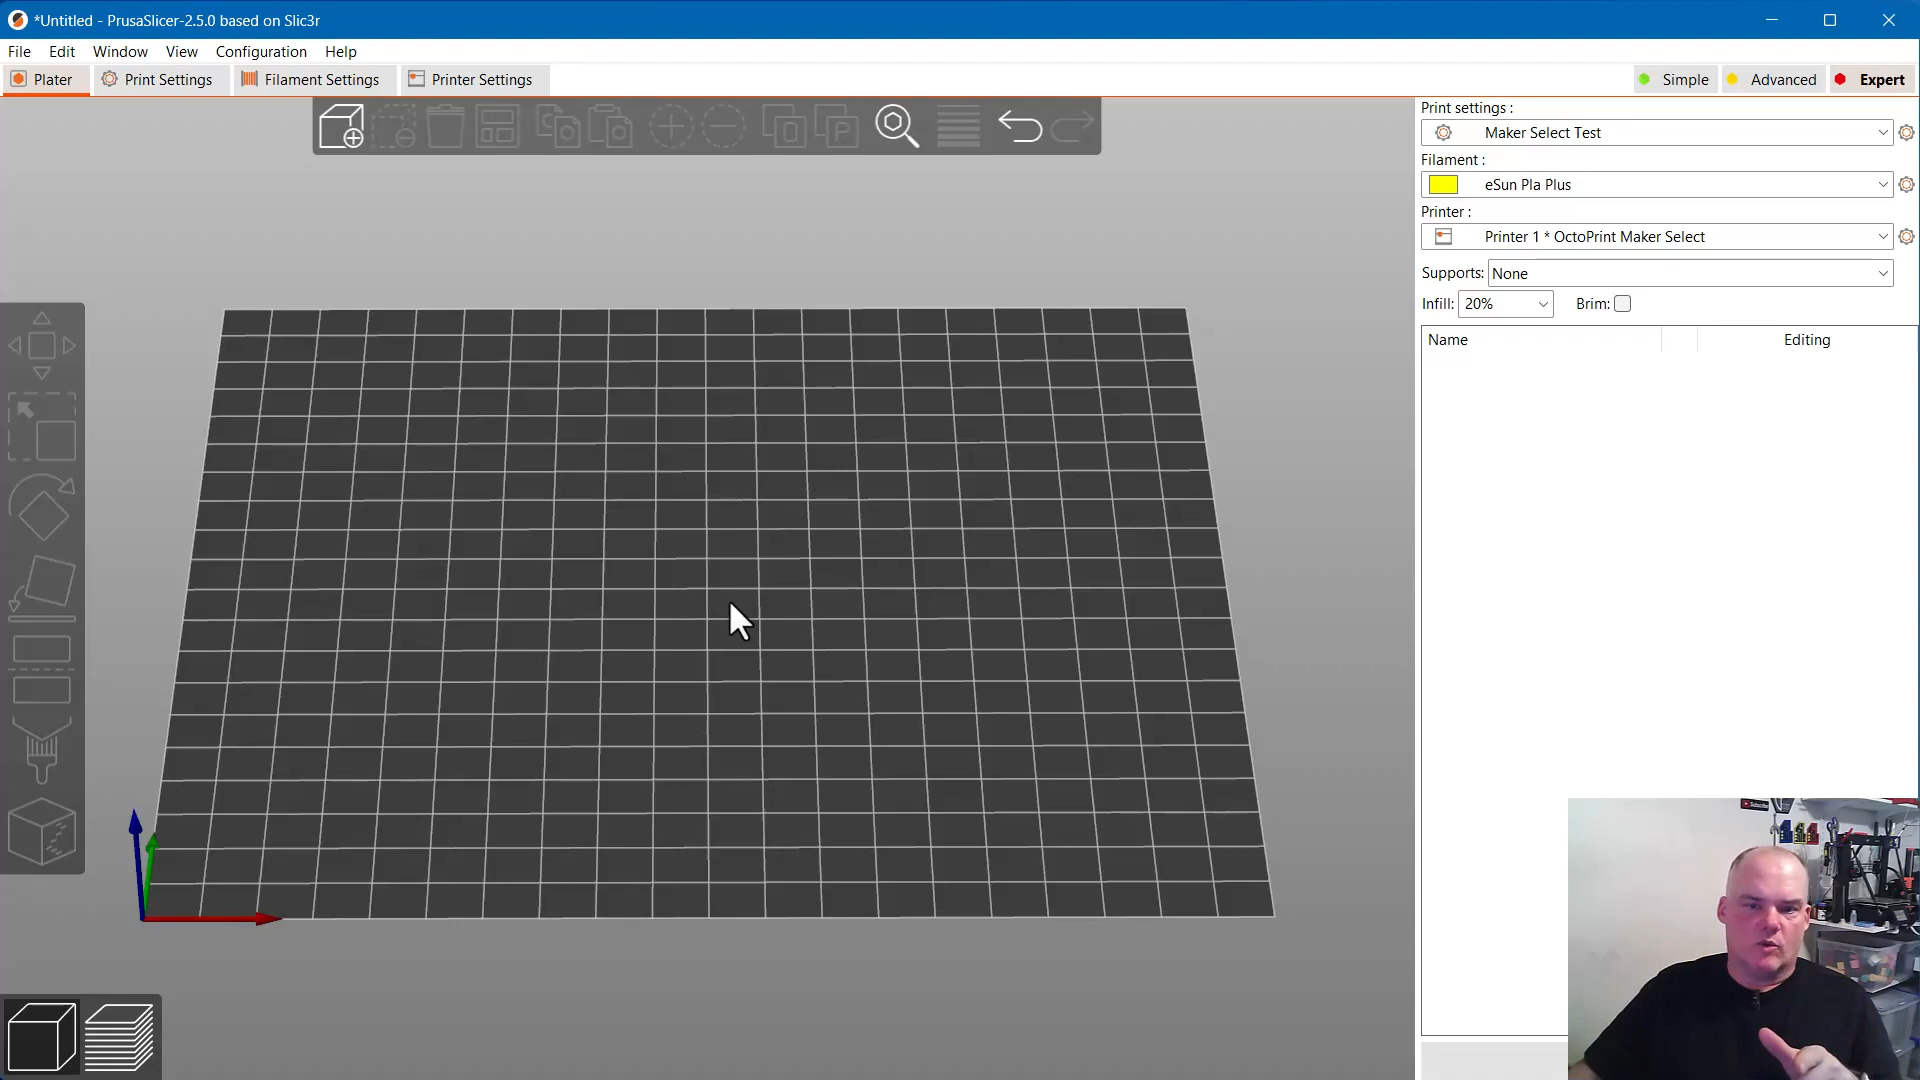 *Untitled - PrusaSlicer-2.5.0 based on Slic3r
File Edit Window View Configuration Help
Plater Print Settings Filament Settings Printer Settings Simple Advanced Expert
Print settings :
Maker Select Test
Filament :
eSun Pla Plus
Printer :
Printer 1 * OctoPrint Maker Select
Supports: None
Infill: 20% Brim:
Name Editing
Subscribe